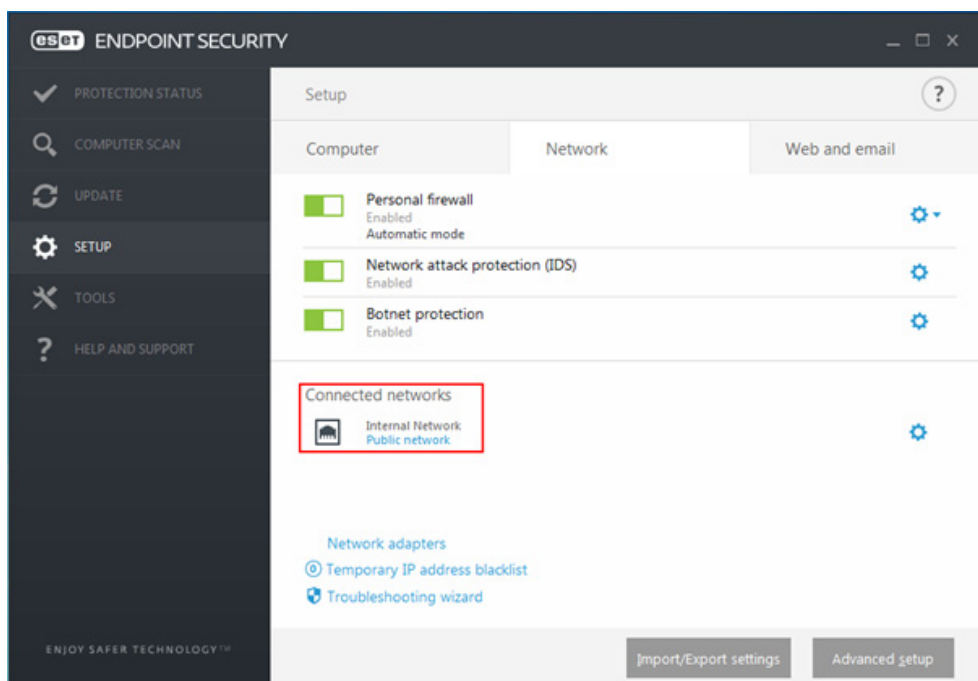 eset ENDPOINT SECURITY
PROTECTION STATUS
COMPUTER SCAN
UPDATE
SETUP
TOOLS
HELP AND SUPPORT
ENJOY SAFER TECHNOLOGY™
Setup
?
Computer
Network
Web and email
Personal firewall
Enabled
Automatic mode
Network attack protection (IDS)
Enabled
Botnet protection
Enabled
Connected networks
Internal Network
Public network
Network adapters
0 Temporary IP address blacklist
Troubleshooting wizard
Import/Export settings
Advanced setup